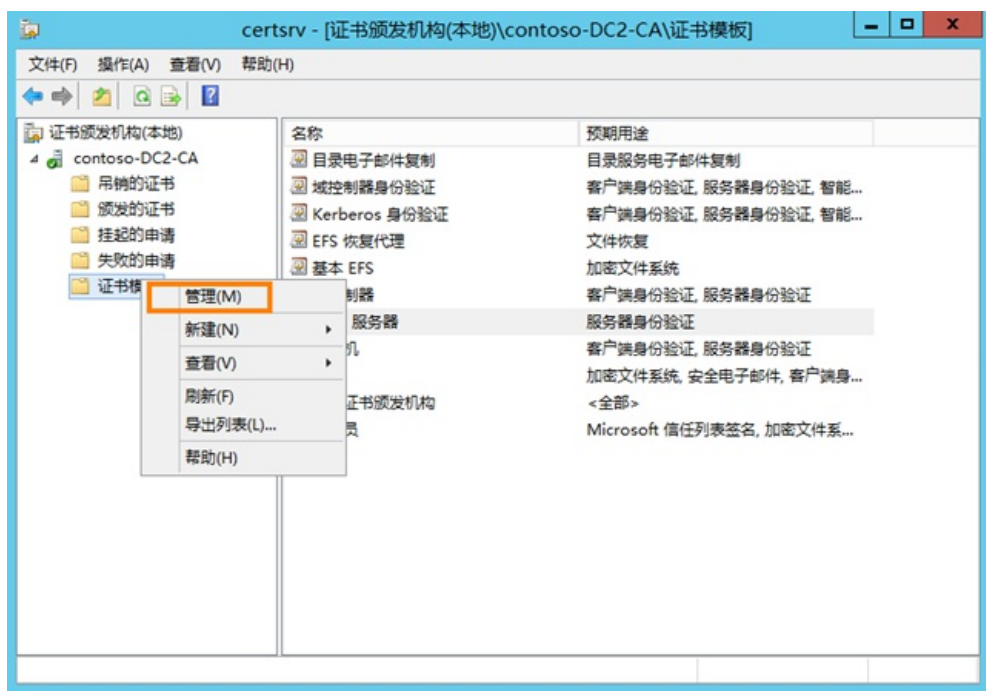 certsrv - [证书颁发机构(本地)\contoso-DC2-CA\证书模板]
文件(F) 操作(A) 查看(V) 帮助(H)
证书颁发机构(本地)
contoso-DC2-CA
吊销的证书
颁发的证书
挂起的申请
失败的申请
证书模
管理(M)
新建(N)
查看(V)
刷新(F)
导出列表(L)...
帮助(H)
名称 预期用途
目录电子邮件复制 目录服务电子邮件复制
域控制器身份验证 客户端身份验证, 服务器身份验证, 智能...
Kerberos 身份验证 客户端身份验证, 服务器身份验证, 智能...
EFS 恢复代理 文件恢复
基本 EFS 加密文件系统
制器 客户端身份验证, 服务器身份验证
服务器 服务器身份验证
机 客户端身份验证, 服务器身份验证
加密文件系统, 安全电子邮件, 客户端身...
证书颁发机构 <全部>
员 Microsoft 信任列表签名, 加密文件系...